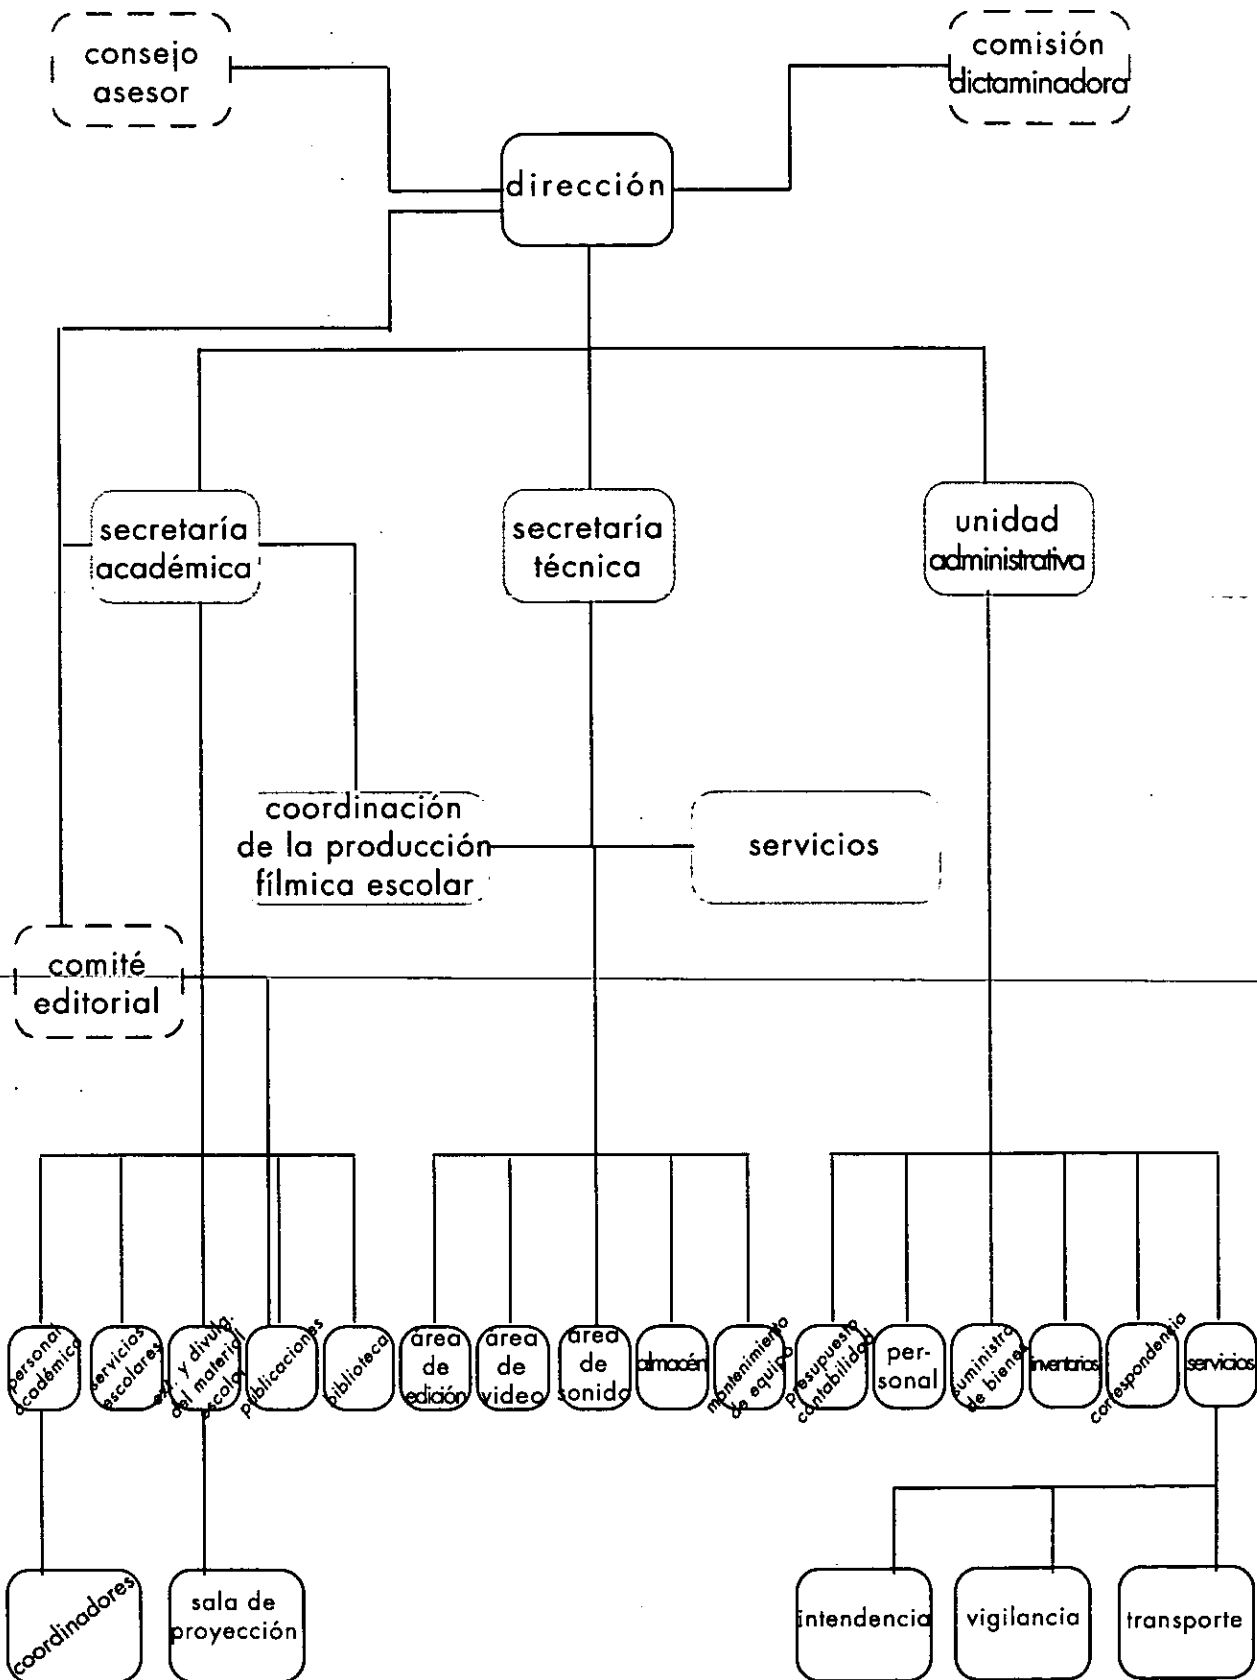 consejo
asesor
comisión
dictaminadora
dirección
secretaría
académica
secretaría
técnica
unidad
administrativa
coordinación
de la producción
fílmica escolar
servicios
comité
editorial
personal
académico
servicios
escolares
y divulg.
del material
escolar
publicaciones
biblioteca
área
de
edición
área
de
video
área
de
sonido
almacén
mantenimiento
de equipo
presupuesto
contabilidad
per-
sonal
suministro
de bienes
inventarios
correspondencia
servicios
coordinadores
sala de
proyección
intendencia
vigilancia
transporte